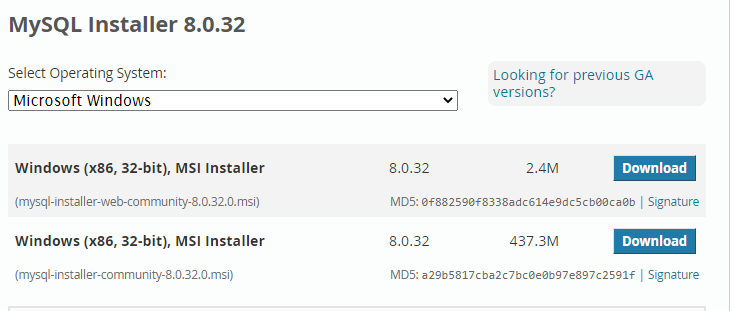 MySQL Installer 8.0.32
Select Operating System:
Looking for previous GA
versions?
Microsoft Windows
Windows (x86, 32-bit), MSI Installer 8.0.32 2.4M Download
(mysql-installer-web-community-8.0.32.0.msi) MD5: 0f882590f8338adc614e9dc5cb00ca0b | Signature
Windows (x86, 32-bit), MSI Installer 8.0.32 437.3M Download
(mysql-installer-community-8.0.32.0.msi) MD5: a29b5817cba2c7bc0e0b97e897c2591f | Signature